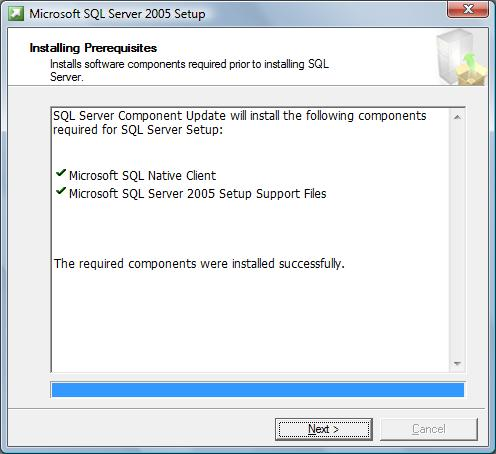 Microsoft SQL Server 2005 Setup
Installing Prerequisites
Installs software components required prior to installing SQL
Server.
SQL Server Component Update will install the following components
required for SQL Server Setup:
Microsoft SQL Native Client
Microsoft SQL Server 2005 Setup Support Files
The required components were installed successfully.
Next >
Cancel